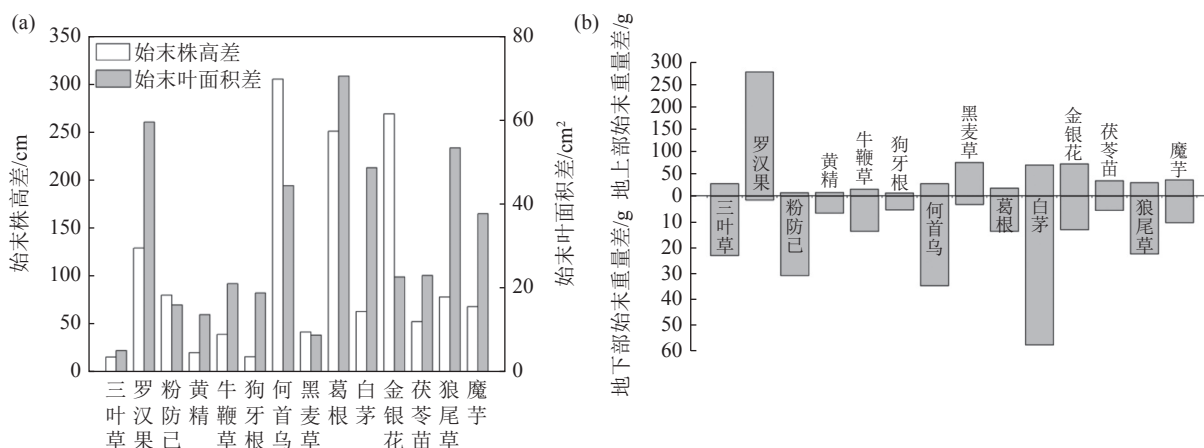 (a)
350
300
250
200
150
100
50
0
始末株高差/cm
始末株高差
始末叶面积差
80
60
40
20
0
始末叶面积差/cm²
三叶草
罗汉果
粉防己
黄精
牛鞭草
狗牙根
何首乌
黑麦草
葛根
白茅
金银花
茯苓苗
狼尾草
魔芋
(b)
地上部始末重量差/g
地下部始末重量差/g
300
250
200
150
100
50
0
10
20
30
40
50
60
三叶草
罗汉果
粉防己
黄精
牛鞭草
狗牙根
何首乌
黑麦草
葛根
白茅
金银花
茯苓苗
狼尾草
魔芋